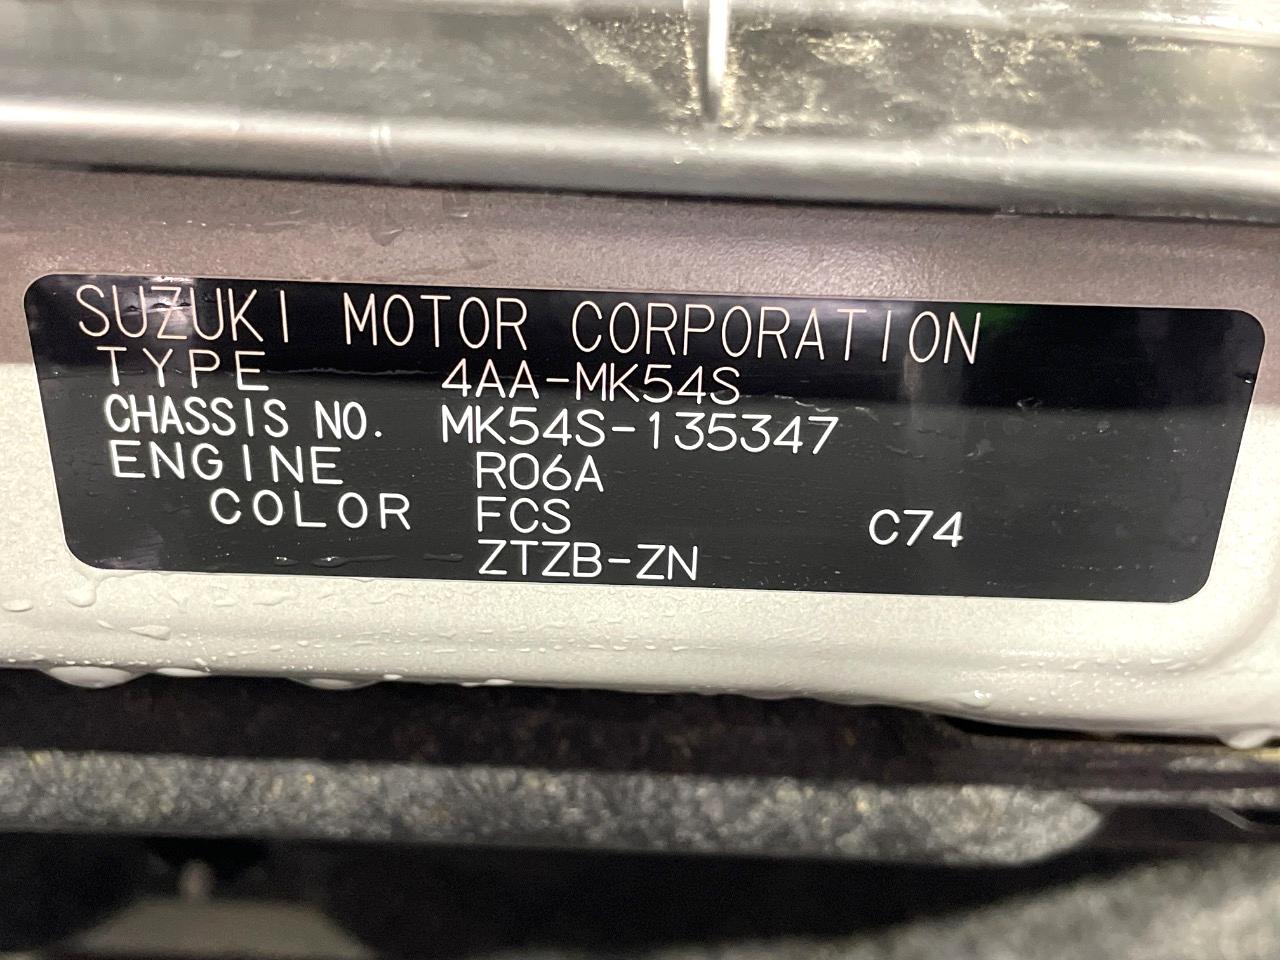 SUZUKI MOTOR CORPORATION
TYPE 4AA-MK54S
CHASSIS NO. MK54S-135347
ENGINE R06A
COLOR FCS C74
ZTZB-ZN